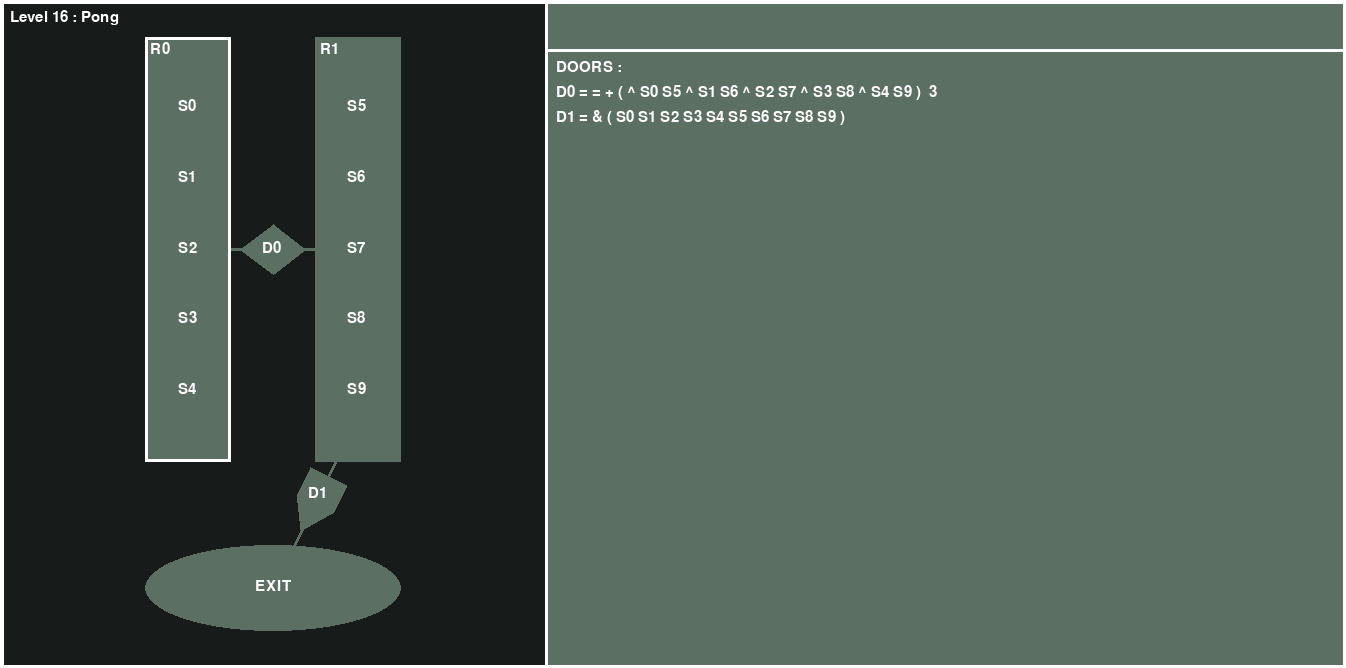 Level 16 : Pong
R0
R1
S0
S5
S1
S6
S2
D0
S7
S3
S8
S4
S9
D1
EXIT
DOORS :
D0 = = + ( ^ S0 S5 ^ S1 S6 ^ S2 S7 ^ S3 S8 ^ S4 S9 ) 3
D1 = & ( S0 S1 S2 S3 S4 S5 S6 S7 S8 S9 )